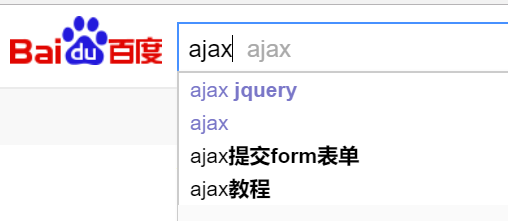 Bai du 百度
ajax ajax
ajax jquery
ajax
ajax提交form表单
ajax教程